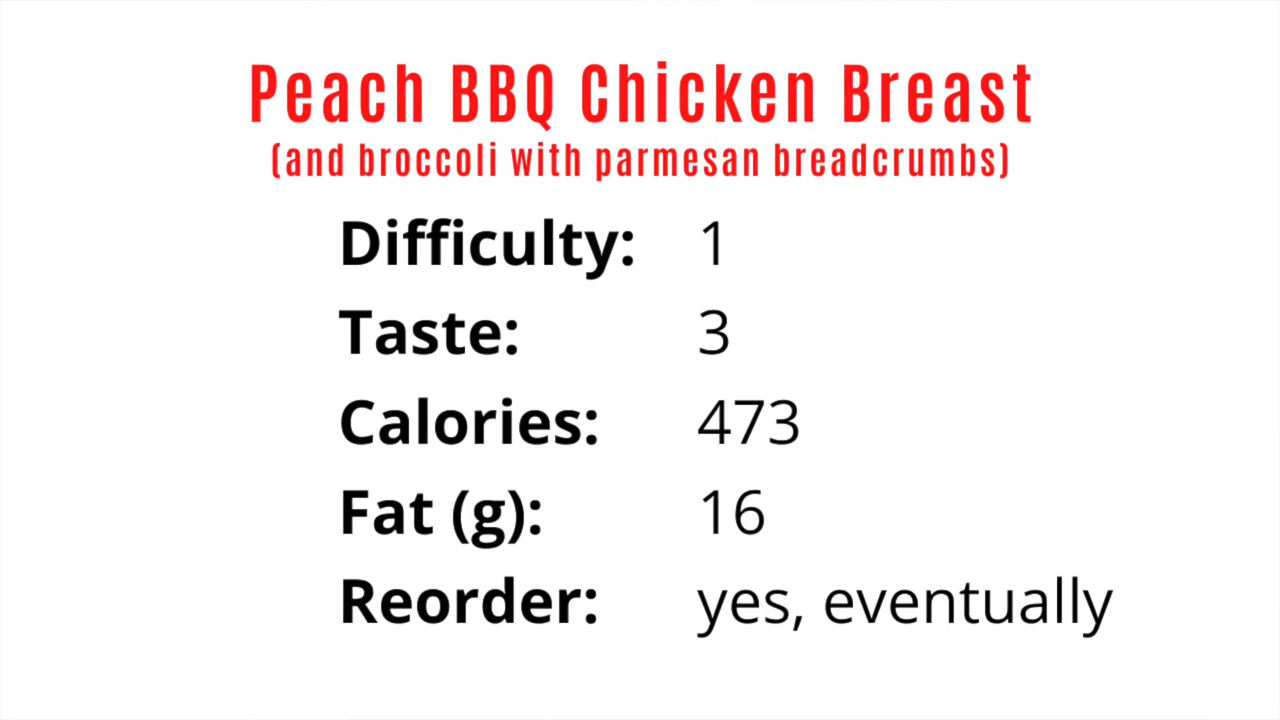 Peach BBQ Chicken Breast
(and broccoli with parmesan breadcrumbs)
Difficulty: 1
Taste: 3
Calories: 473
Fat (g): 16
Reorder: yes, eventually